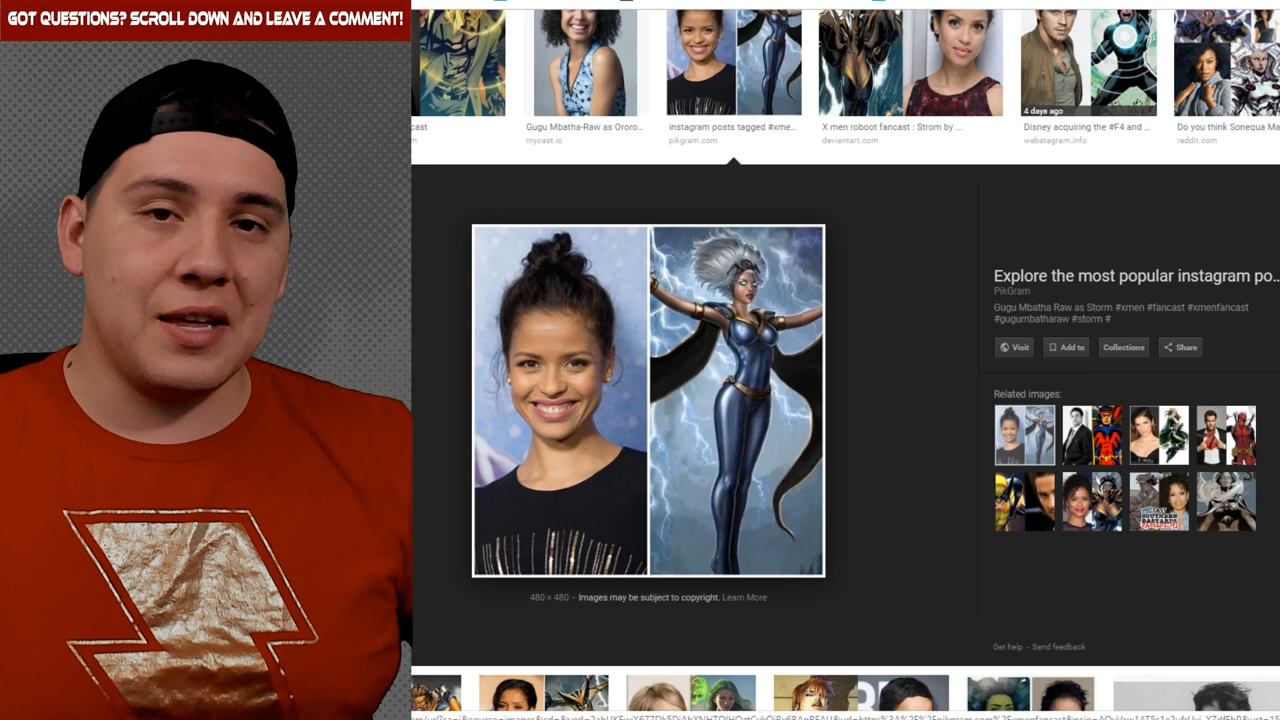 GOT QUESTIONS? SCROLL DOWN AND LEAVE A COMMENT!
cast
Gugu Mbatha-Raw as Ororo...
mycast.io
instagram posts tagged #xme...
pikgram.com
X men roboot fancast : Strom by ...
deviantart.com
4 days ago
Disney acquiring the #F4 and ...
webstagram.info
Do you think Sonequa Ma
reddit.com
Explore the most popular instagram po...
PikGram
Gugu Mbatha Raw as Storm #xmen #fancast #xmenfancast
#gugumbatharaw #storm #
Visit
Add to
Collections
Share
Related images:
480 × 480 - Images may be subject to copyright. Learn More
Get help - Send feedback